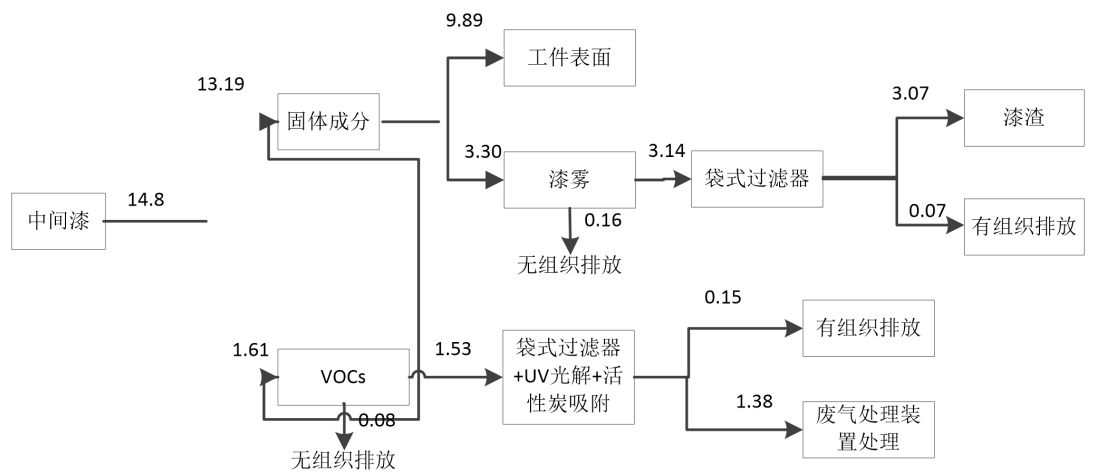 9.89
工件表面
13.19
固体成分
3.07
漆渣
3.30
漆雾
3.14
袋式过滤器
0.16
无组织排放
0.07
有组织排放
中间漆
14.8
0.15
有组织排放
1.61
VOCs
1.53
袋式过滤器
+UV光解+活
性炭吸附
0.08
无组织排放
1.38
废气处理装
置处理